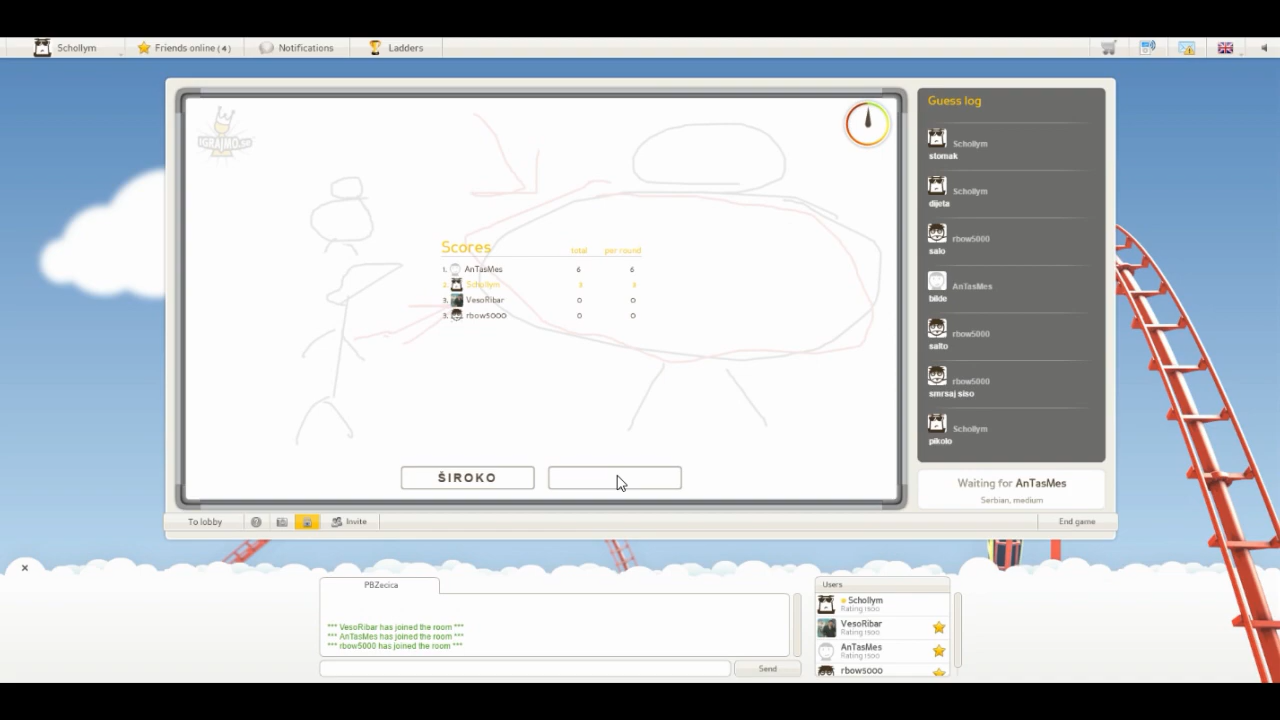 Schollym
Friends online (4)
Notifications
Ladders
IGRAJMO.SE
Scores total per round
1. AnTasMes 6 6
2. Schollym 3 3
3. VesoRibar 0 0
3. rbow5000 0 0
ŠIROKO
Guess log
Schollym
stomak
Schollym
dijeta
rbow5000
salo
AnTasMes
bilde
rbow5000
salto
rbow5000
smrsaj siso
Schollym
pikolo
Waiting for AnTasMes
Serbian, medium
To lobby
Invite
End game
PBZecica
*** VesoRibar has joined the room ***
*** AnTasMes has joined the room ***
*** rbow5000 has joined the room ***
Send
Users
Schollym
Rating 1500
VesoRibar
Rating 1500
AnTasMes
Rating 1500
rbow5000